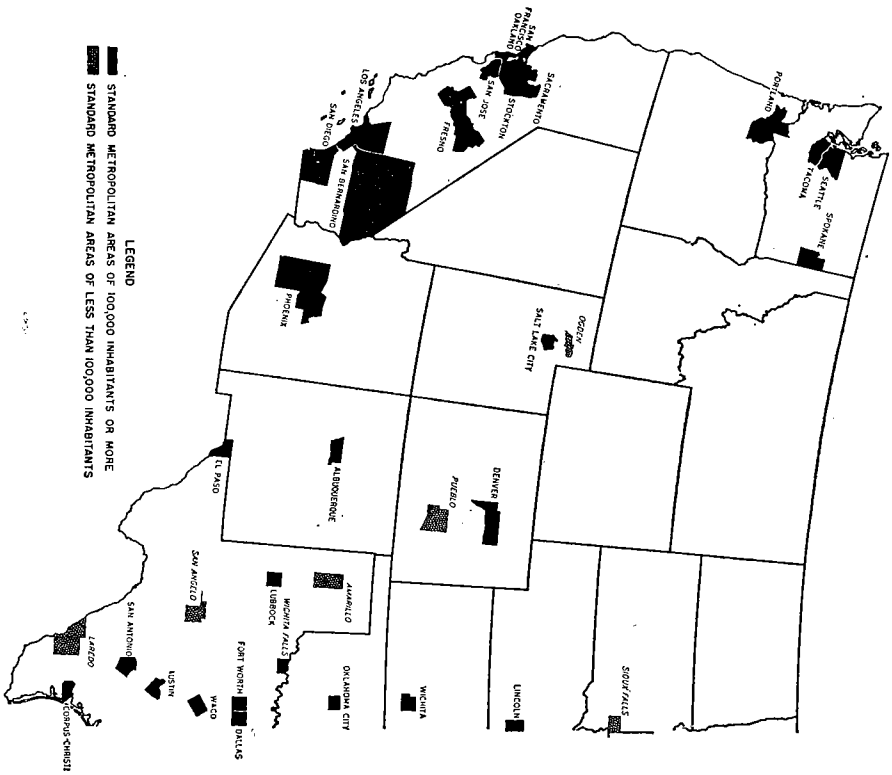 SEATTLE
TACOMA
SPOKANE
PORTLAND
SACRAMENTO
SAN
FRANCISCO
OAKLAND
STOCKTON
SAN JOSE
FRESNO
LOS ANGELES
SAN BERNARDINO
SAN DIEGO
OGDEN
SALT LAKE CITY
PHOENIX
DENVER
PUEBLO
ALBUQUERQUE
EL PASO
SIOUX FALLS
LINCOLN
WICHITA
OKLAHOMA CITY
AMARILLO
LUBBOCK
WICHITA FALLS
FORT WORTH
DALLAS
SAN ANGELO
WACO
AUSTIN
SAN ANTONIO
LAREDO
CORPUS-CHRISTI
LEGEND
STANDARD METROPOLITAN AREAS OF 100,000 INHABITANTS OR MORE
STANDARD METROPOLITAN AREAS OF LESS THAN 100,000 INHABITANTS